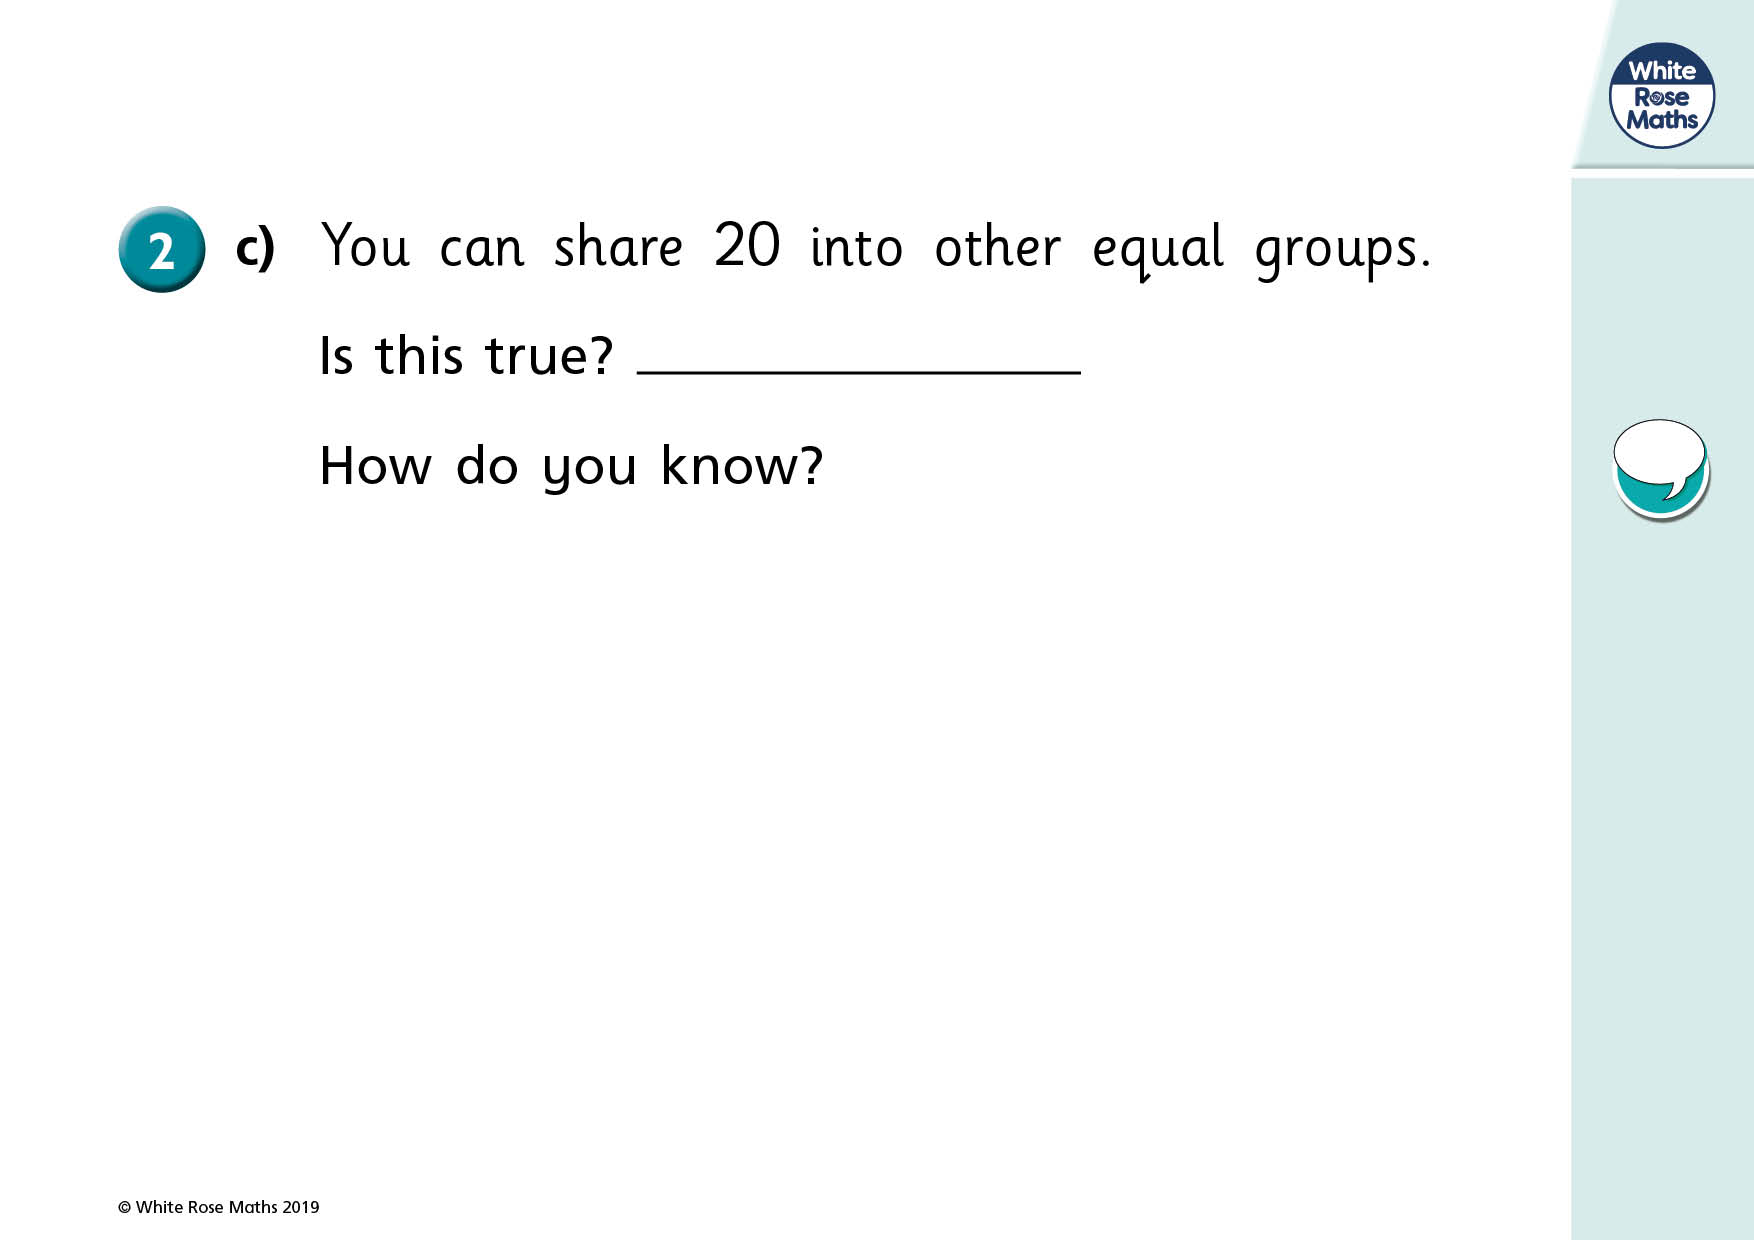 White
Rose
Maths
2 c) You can share 20 into other equal groups.
Is this true?
How do you know?
© White Rose Maths 2019